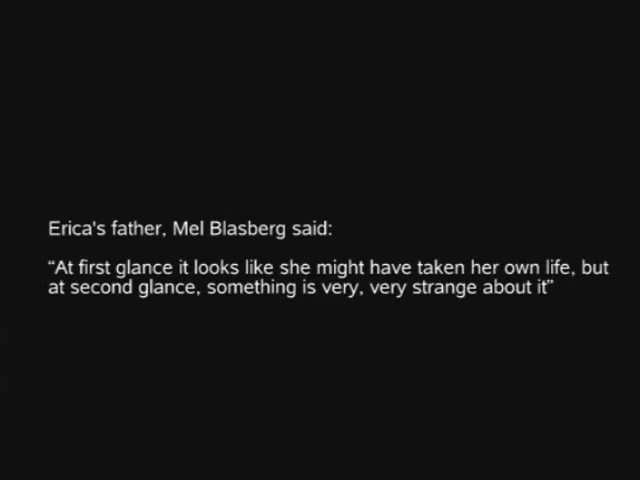 Erica's father, Mel Blasberg said:
“At first glance it looks like she might have taken her own life, but
at second glance, something is very, very strange about it”